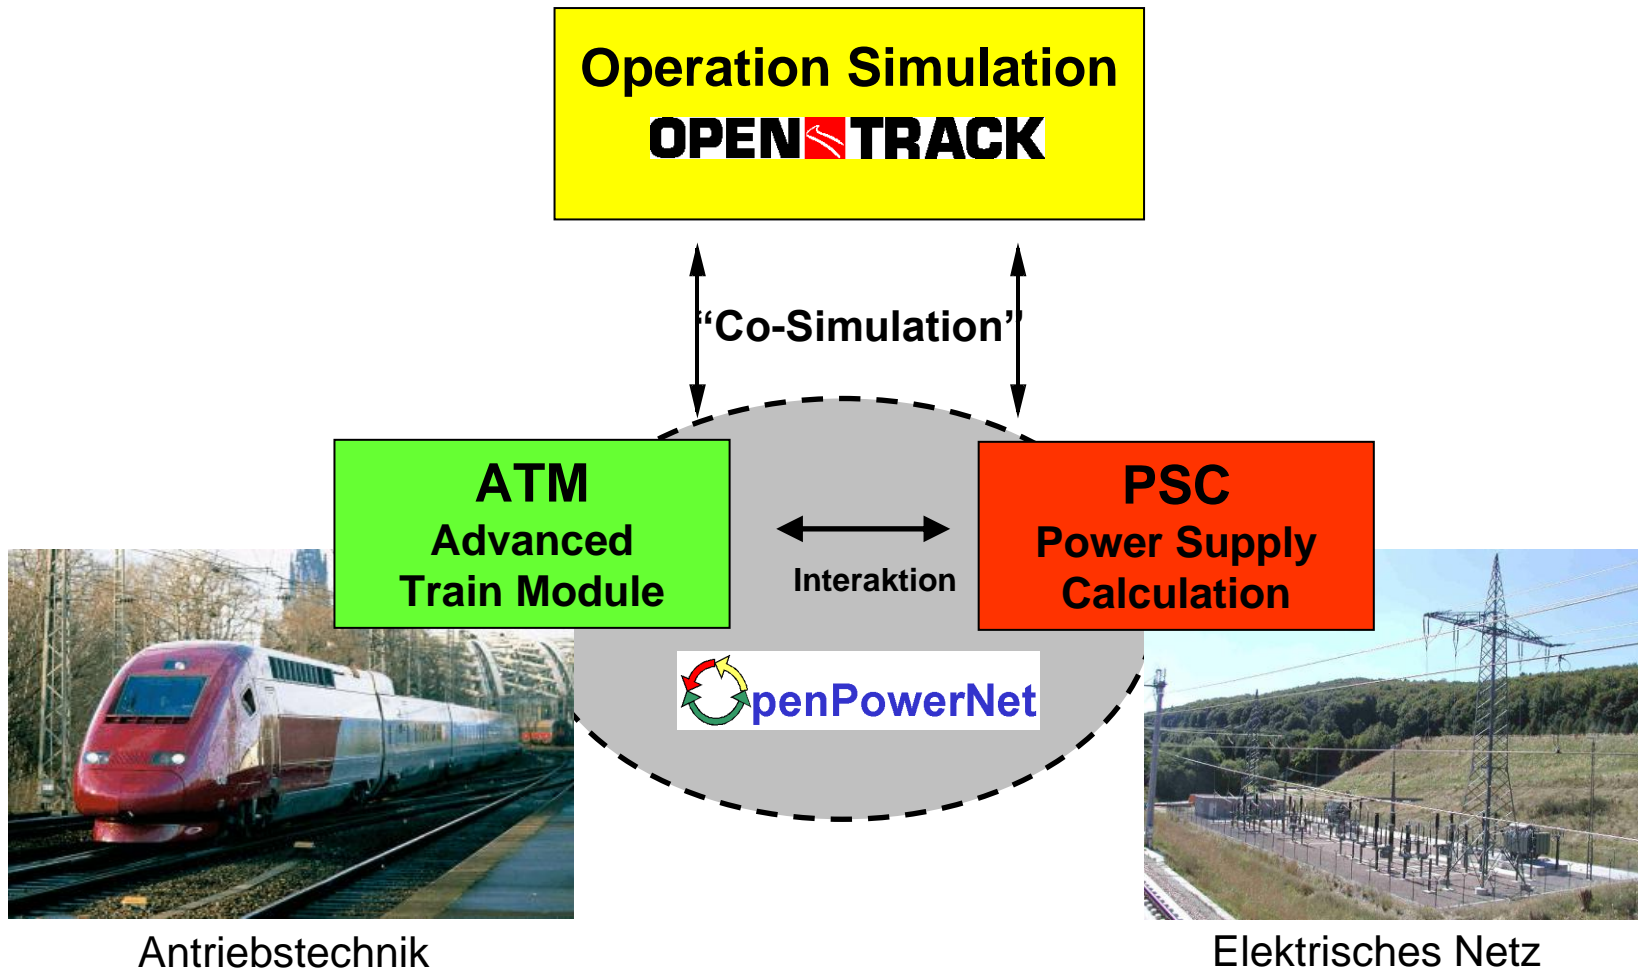 Operation Simulation
OPEN TRACK
“Co-Simulation”
ATM
Advanced
Train Module
PSC
Power Supply
Calculation
Interaktion
OpenPowerNet
Antriebstechnik
Elektrisches Netz